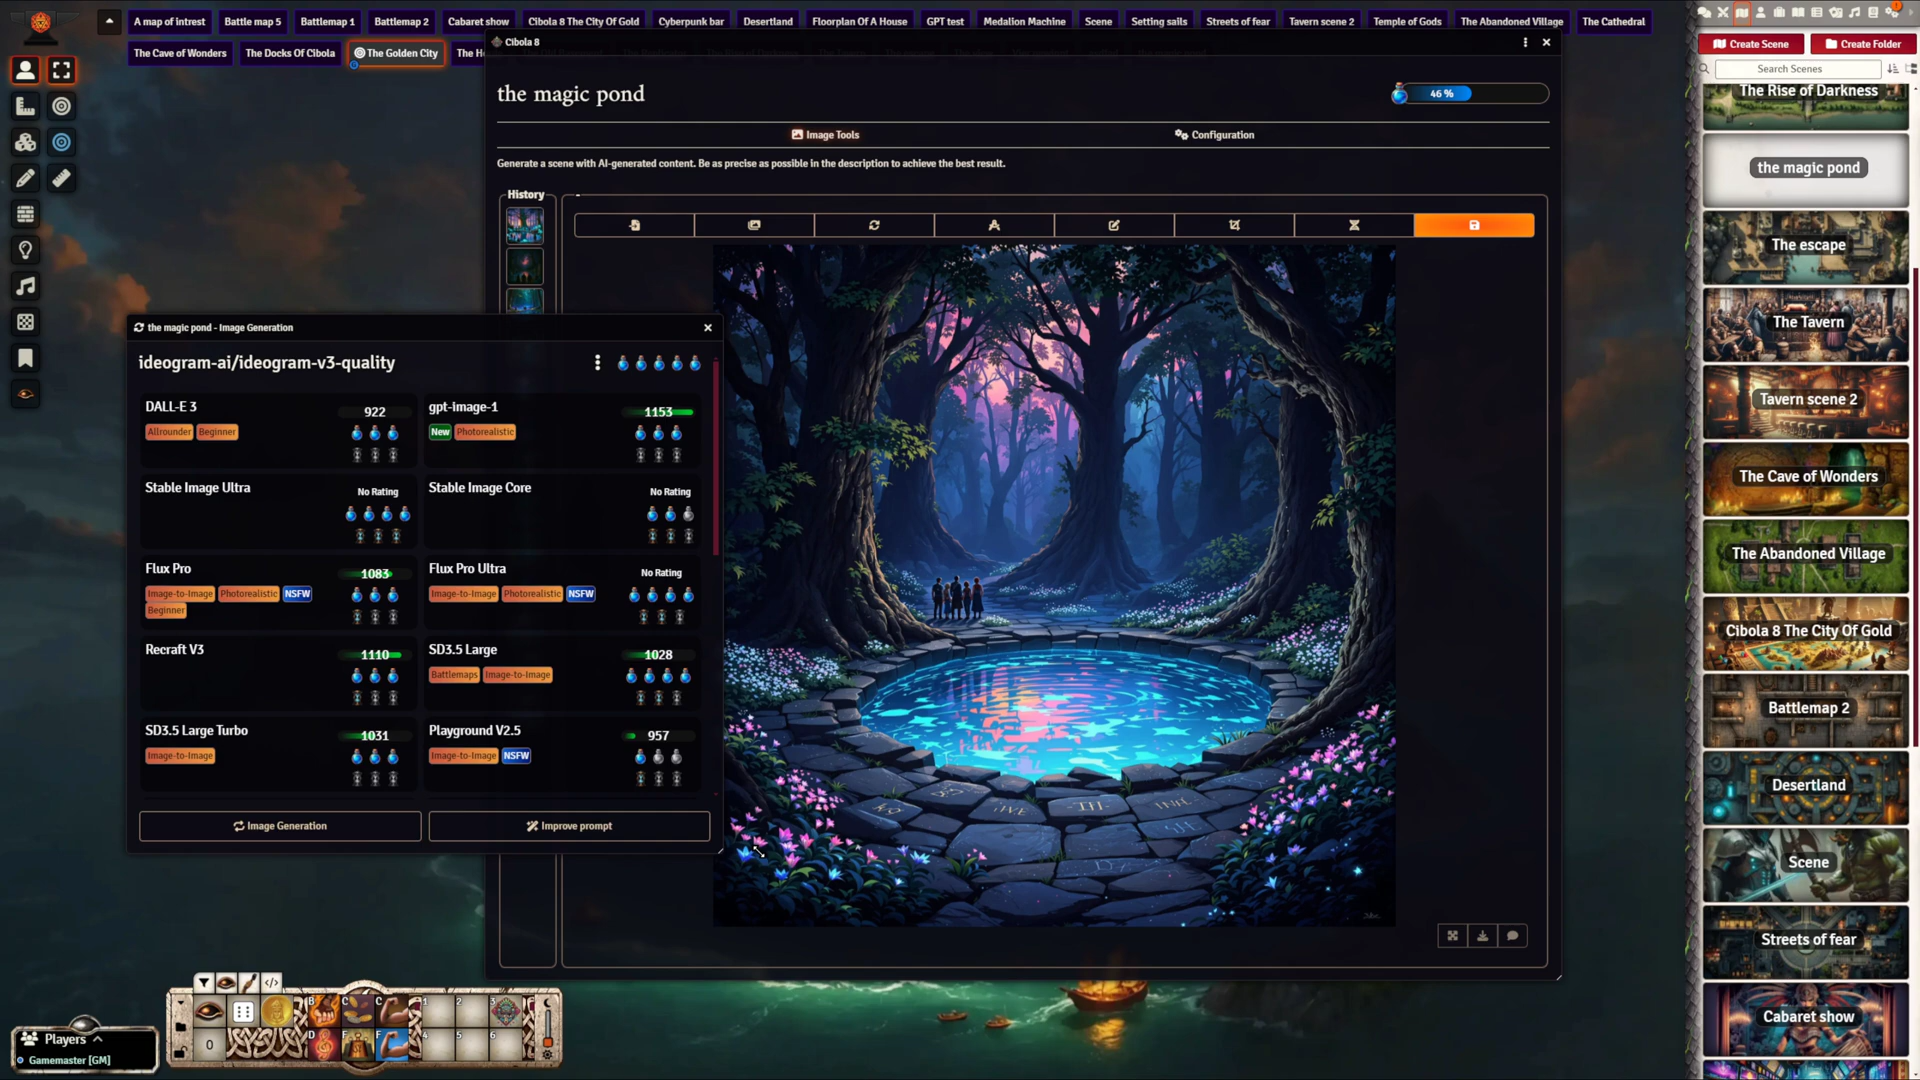 A map of intrest
Battle map 5
Battlemap 1
Battlemap 2
Cabaret show
Cibola 8 The City Of Gold
Cyberpunk bar
Desertland
Floorplan Of A House
GPT test
Medalion Machine
Scene
Setting sails
Streets of fear
Tavern scene 2
Temple of Gods
The Abandoned Village
The Cathedral
The Cave of Wonders
The Docks Of Cibola
The Golden City
G
Cibola 8
the magic pond
46 %
Image Tools
Configuration
Generate a scene with AI-generated content. Be as precise as possible in the description to achieve the best result.
History
the magic pond - Image Generation
ideogram-ai/ideogram-v3-quality
DALL-E 3
922
Allrounder
Beginner
gpt-image-1
1153
New
Photorealistic
Stable Image Ultra
No Rating
Stable Image Core
No Rating
Flux Pro
1083
Image-to-Image
Photorealistic
NSFW
Beginner
Flux Pro Ultra
No Rating
Image-to-Image
Photorealistic
NSFW
Recraft V3
1110
SD3.5 Large
1028
Battlemaps
Image-to-Image
SD3.5 Large Turbo
1031
Image-to-Image
Playground V2.5
957
Image-to-Image
NSFW
Image Generation
Improve prompt
Create Scene
Create Folder
Search Scenes
The Rise of Darkness
the magic pond
The escape
The Tavern
Tavern scene 2
The Cave of Wonders
The Abandoned Village
Cibola 8 The City Of Gold
Battlemap 2
Desertland
Scene
Streets of fear
Cabaret show
Players
Gamemaster [GM]
0
B
C
C
1
2
3
D
E
F
4
5
6